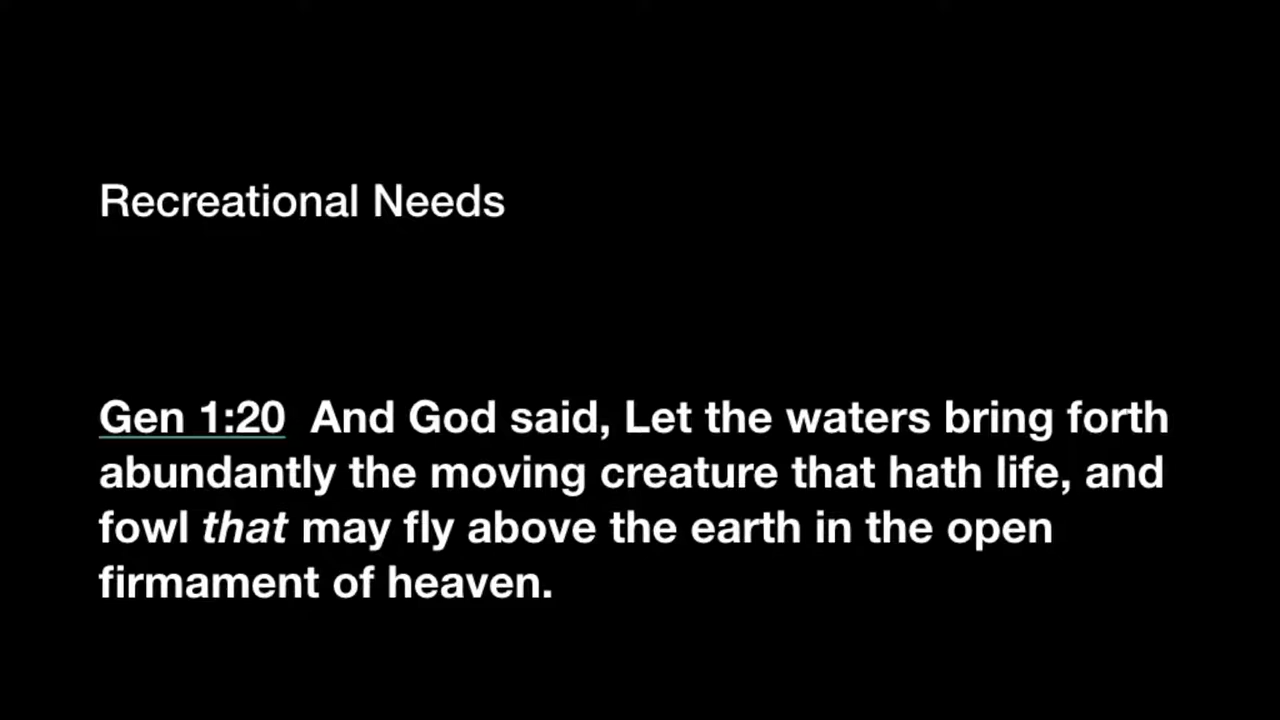 Recreational Needs
Gen 1:20  And God said, Let the waters bring forth
abundantly the moving creature that hath life, and
fowl that may fly above the earth in the open
firmament of heaven.